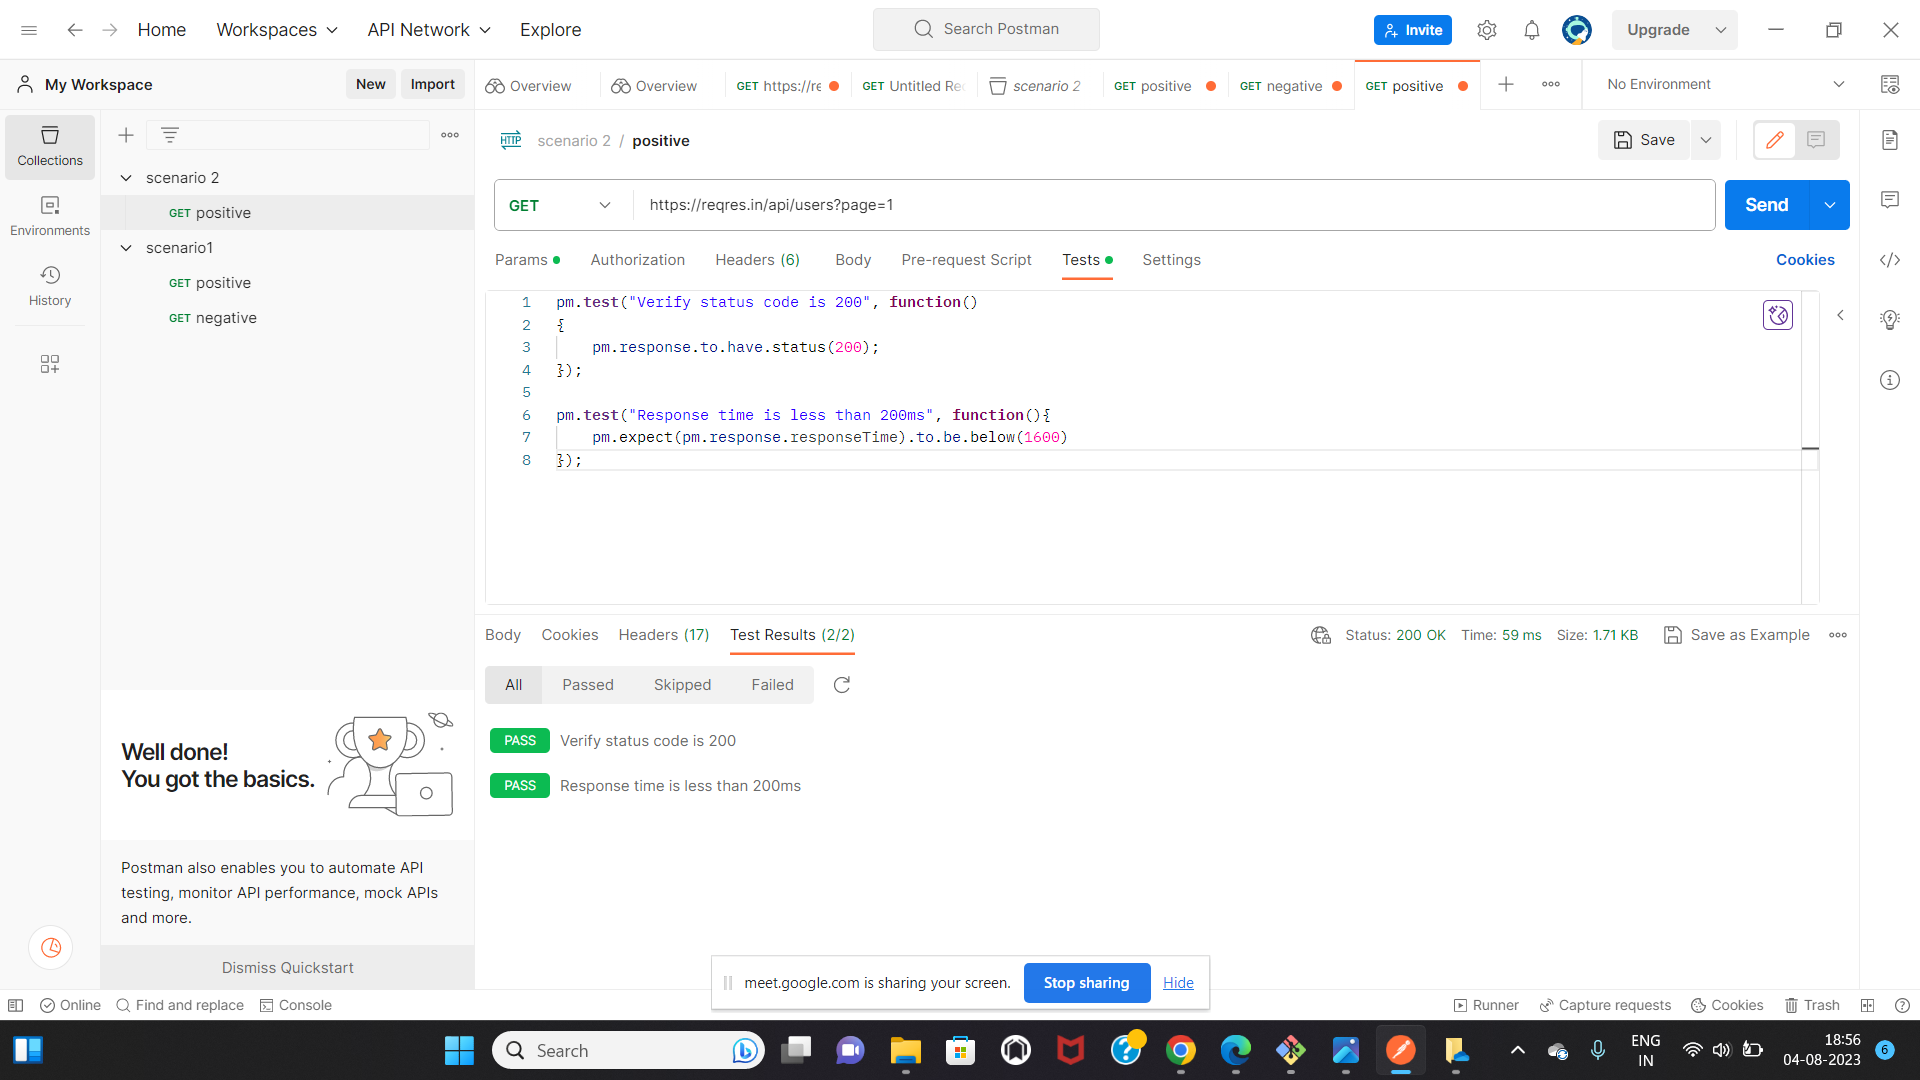 Home Workspaces API Network Explore Search Postman Invite Upgrade
My Workspace New Import Overview Overview GET https://re GET Untitled Re scenario 2 GET positive GET negative GET positive No Environment
Collections
Environments
History
scenario 2
GET positive
scenario1
GET positive
GET negative
HTTP scenario 2 / positive Save
GET https://reqres.in/api/users?page=1 Send
Params Authorization Headers (6) Body Pre-request Script Tests Settings Cookies
1 pm.test("Verify status code is 200", function()
2 {
3 pm.response.to.have.status(200);
4 });
5
6 pm.test("Response time is less than 200ms", function(){
7 pm.expect(pm.response.responseTime).to.be.below(1600)
8 });
Body Cookies Headers (17) Test Results (2/2) Status: 200 OK Time: 59 ms Size: 1.71 KB Save as Example
All Passed Skipped Failed
PASS Verify status code is 200
PASS Response time is less than 200ms
Well done!
You got the basics.
Postman also enables you to automate API
testing, monitor API performance, mock APIs
and more.
Dismiss Quickstart
meet.google.com is sharing your screen. Stop sharing Hide
Online Find and replace Console Runner Capture requests Cookies Trash
Search ENG
IN
18:56
04-08-2023
6